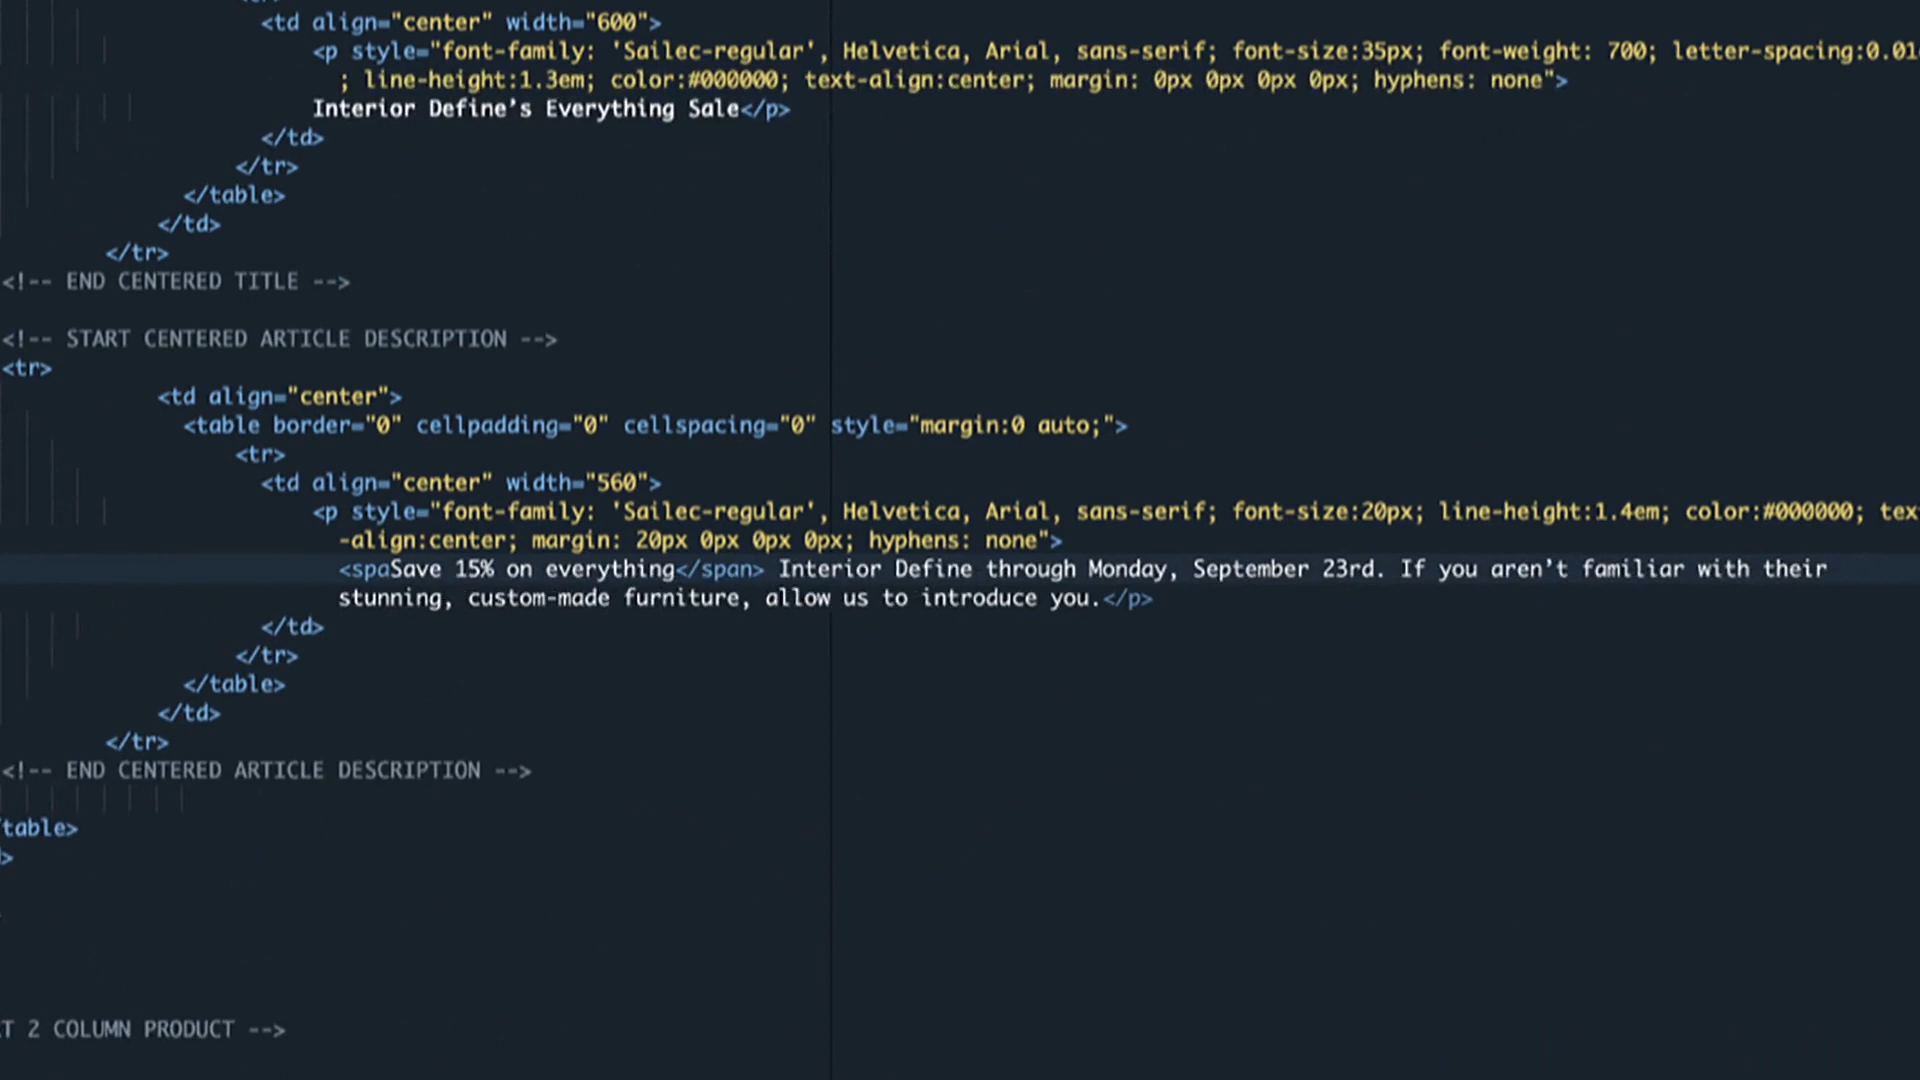 <td align="center" width="600">
<p style="font-family: 'Sailec-regular', Helvetica, Arial, sans-serif; font-size:35px; font-weight: 700; letter-spacing:0.01
; line-height:1.3em; color:#000000; text-align:center; margin: 0px 0px 0px 0px; hyphens: none">
Interior Define’s Everything Sale</p>
</td>
</tr>
</table>
</td>
</tr>
<!-- END CENTERED TITLE -->
<!-- START CENTERED ARTICLE DESCRIPTION -->
<tr>
<td align="center">
<table border="0" cellpadding="0" cellspacing="0" style="margin:0 auto;">
<tr>
<td align="center" width="560">
<p style="font-family: 'Sailec-regular', Helvetica, Arial, sans-serif; font-size:20px; line-height:1.4em; color:#000000; tex
-align:center; margin: 20px 0px 0px 0px; hyphens: none">
<spaSave 15% on everything</span> Interior Define through Monday, September 23rd. If you aren’t familiar with their
stunning, custom-made furniture, allow us to introduce you.</p>
</td>
</tr>
</table>
</td>
</tr>
<!-- END CENTERED ARTICLE DESCRIPTION -->
table>
>
T 2 COLUMN PRODUCT -->